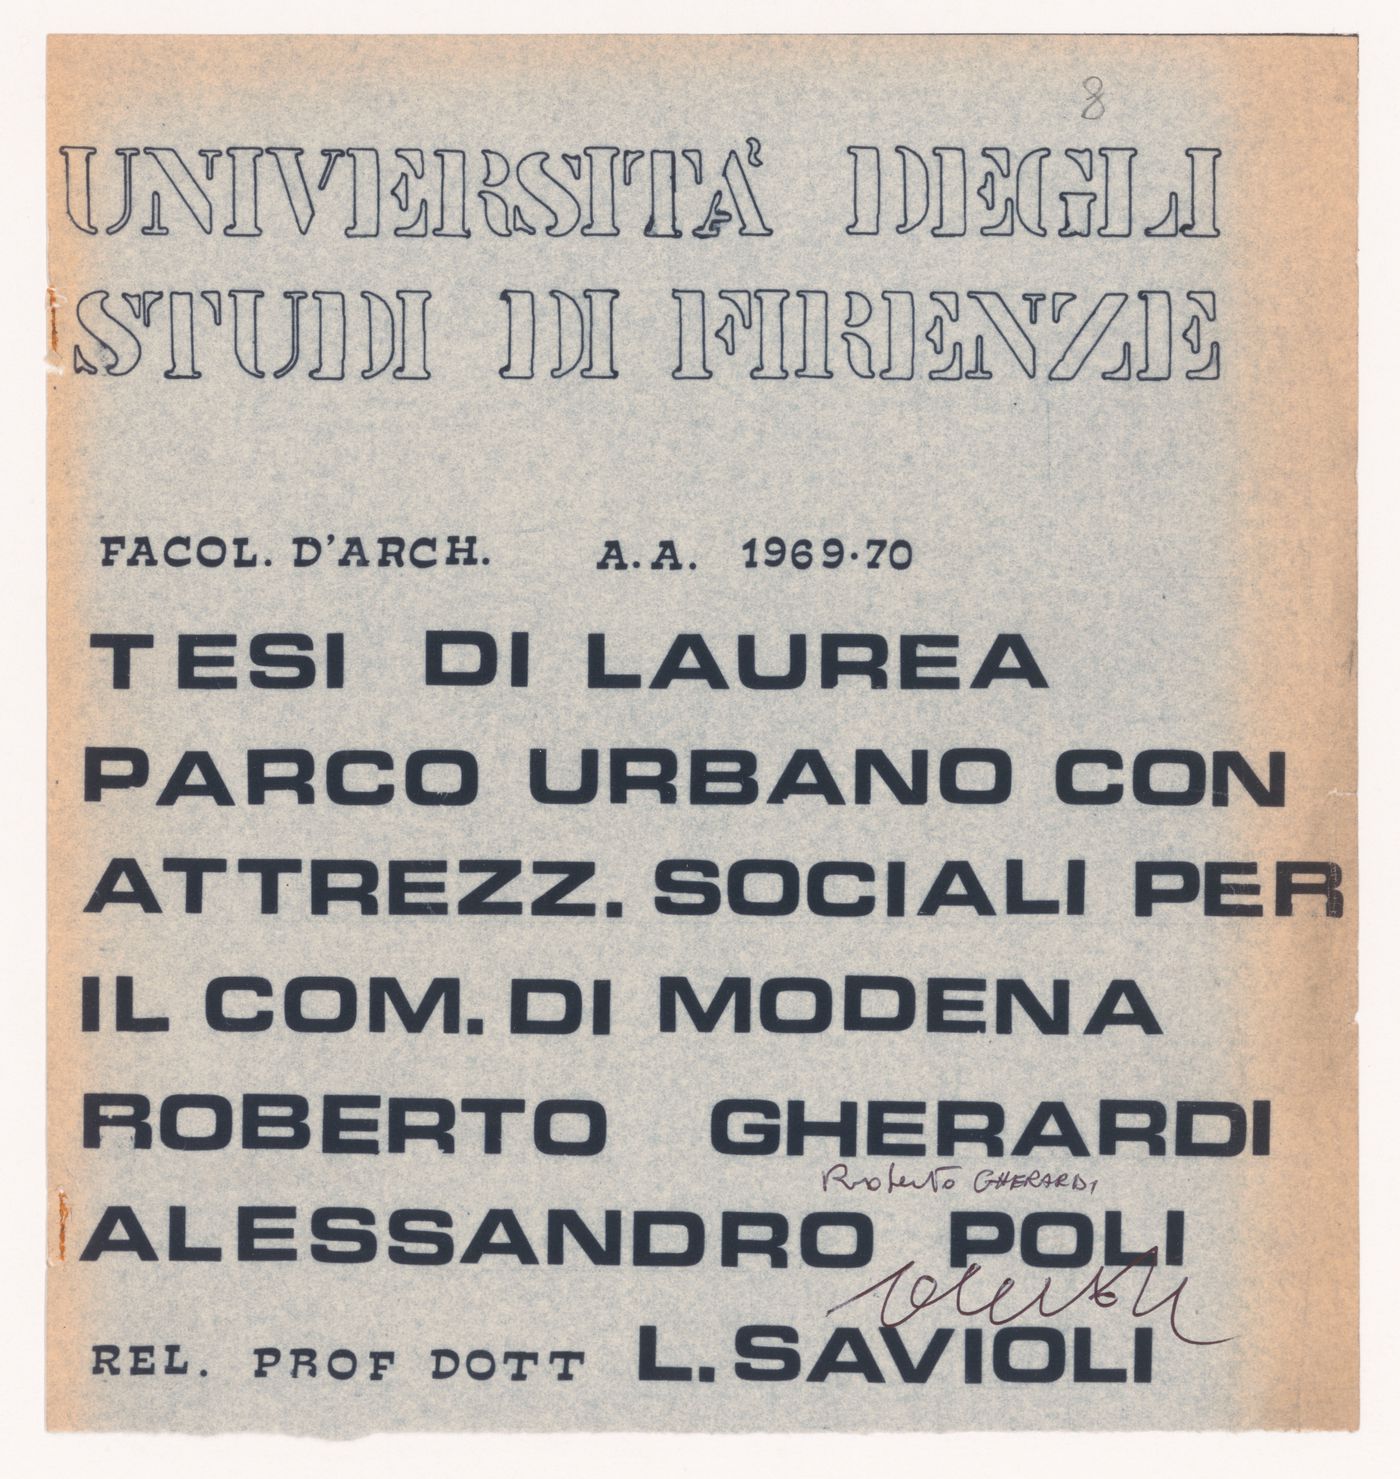 8
UNIVERSITÀ DEGLI
STUDI DI FIRENZE
FACOL. D'ARCH. A.A. 1969·70
TESI DI LAUREA
PARCO URBANO CON
ATTREZZ. SOCIALI PER
IL COM. DI MODENA
ROBERTO GHERARDI
Roberto GHERARDI
ALESSANDRO POLI
REL. PROF DOTT L. SAVIOLI